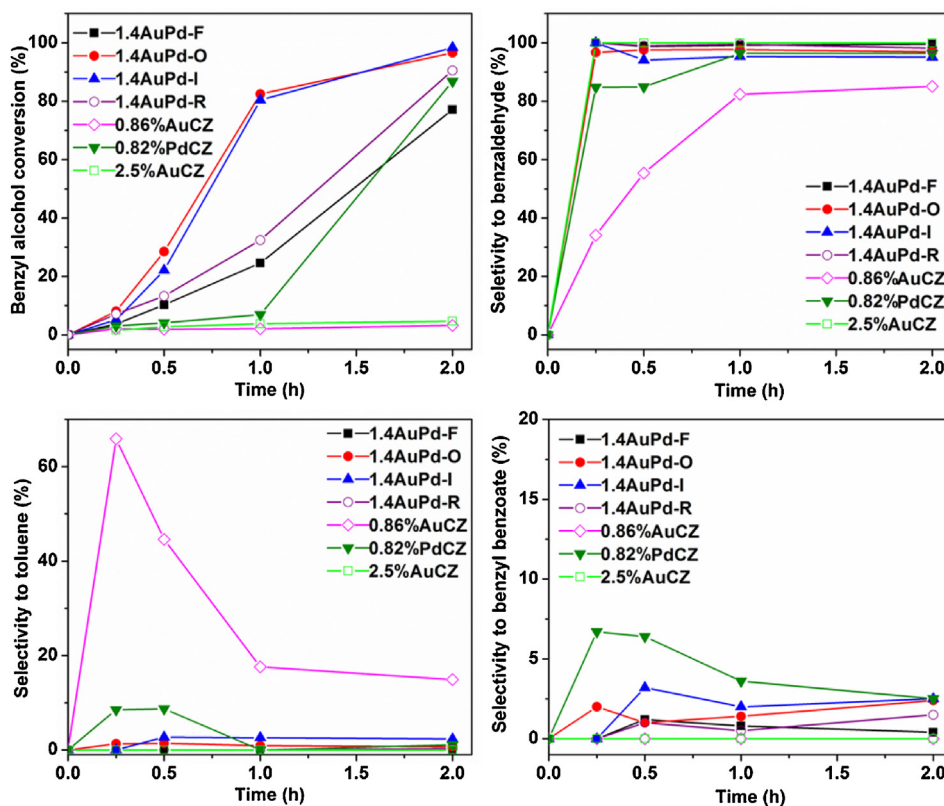 Benzyl alcohol conversion (%)
100
80
60
40
20
0
1.4AuPd-F
1.4AuPd-O
1.4AuPd-I
1.4AuPd-R
0.86%AuCZ
0.82%PdCZ
2.5%AuCZ
0.0 0.5 1.0 1.5 2.0
Time (h)
Seletivity to benzaldehyde (%)
100
80
60
40
20
0
1.4AuPd-F
1.4AuPd-O
1.4AuPd-I
1.4AuPd-R
0.86%AuCZ
0.82%PdCZ
2.5%AuCZ
0.0 0.5 1.0 1.5 2.0
Time (h)
Selectivity to toluene (%)
60
40
20
0
1.4AuPd-F
1.4AuPd-O
1.4AuPd-I
1.4AuPd-R
0.86%AuCZ
0.82%PdCZ
2.5%AuCZ
0.0 0.5 1.0 1.5 2.0
Time (h)
Selectivity to benzyl benzoate (%)
20
15
10
5
0
1.4AuPd-F
1.4AuPd-O
1.4AuPd-I
1.4AuPd-R
0.86%AuCZ
0.82%PdCZ
2.5%AuCZ
0.0 0.5 1.0 1.5 2.0
Time (h)